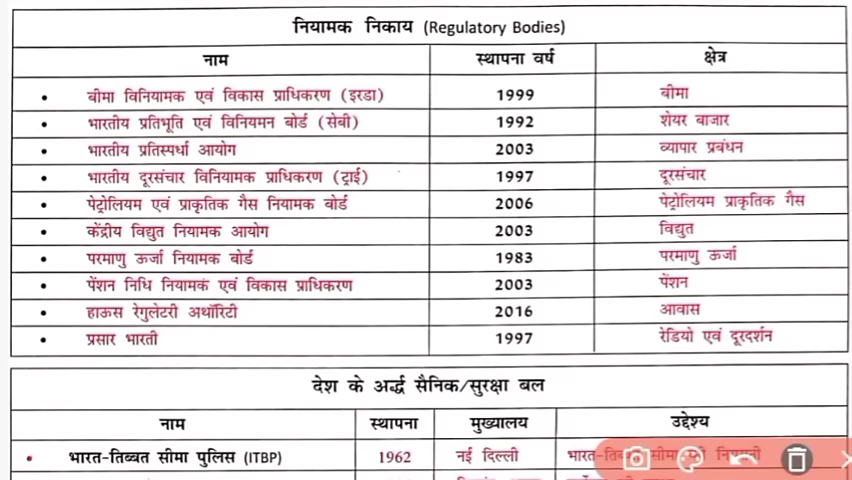 नियामक निकाय (Regulatory Bodies)
नाम स्थापना वर्ष क्षेत्र
• बीमा विनियामक एवं विकास प्राधिकरण (इरडा) 1999 बीमा
• भारतीय प्रतिभूति एवं विनियमन बोर्ड (सेबी) 1992 शेयर बाजार
• भारतीय प्रतिस्पर्धा आयोग 2003 व्यापार प्रबंधन
• भारतीय दूरसंचार विनियामक प्राधिकरण (ट्राई) 1997 दूरसंचार
• पेट्रोलियम एवं प्राकृतिक गैस नियामक बोर्ड 2006 पेट्रोलियम प्राकृतिक गैस
• केंद्रीय विद्युत नियामक आयोग 2003 विद्युत
• परमाणु ऊर्जा नियामक बोर्ड 1983 परमाणु ऊर्जा
• पेंशन निधि नियामक एवं विकास प्राधिकरण 2003 पेंशन
• हाऊस रेगुलेटरी अथॉरिटी 2016 आवास
• प्रसार भारती 1997 रेडियो एवं दूरदर्शन
देश के अर्द्ध सैनिक/सुरक्षा बल
नाम स्थापना मुख्यालय उद्देश्य
• भारत-तिब्बत सीमा पुलिस (ITBP) 1962 नई दिल्ली भारत-तिब्बत सीमा